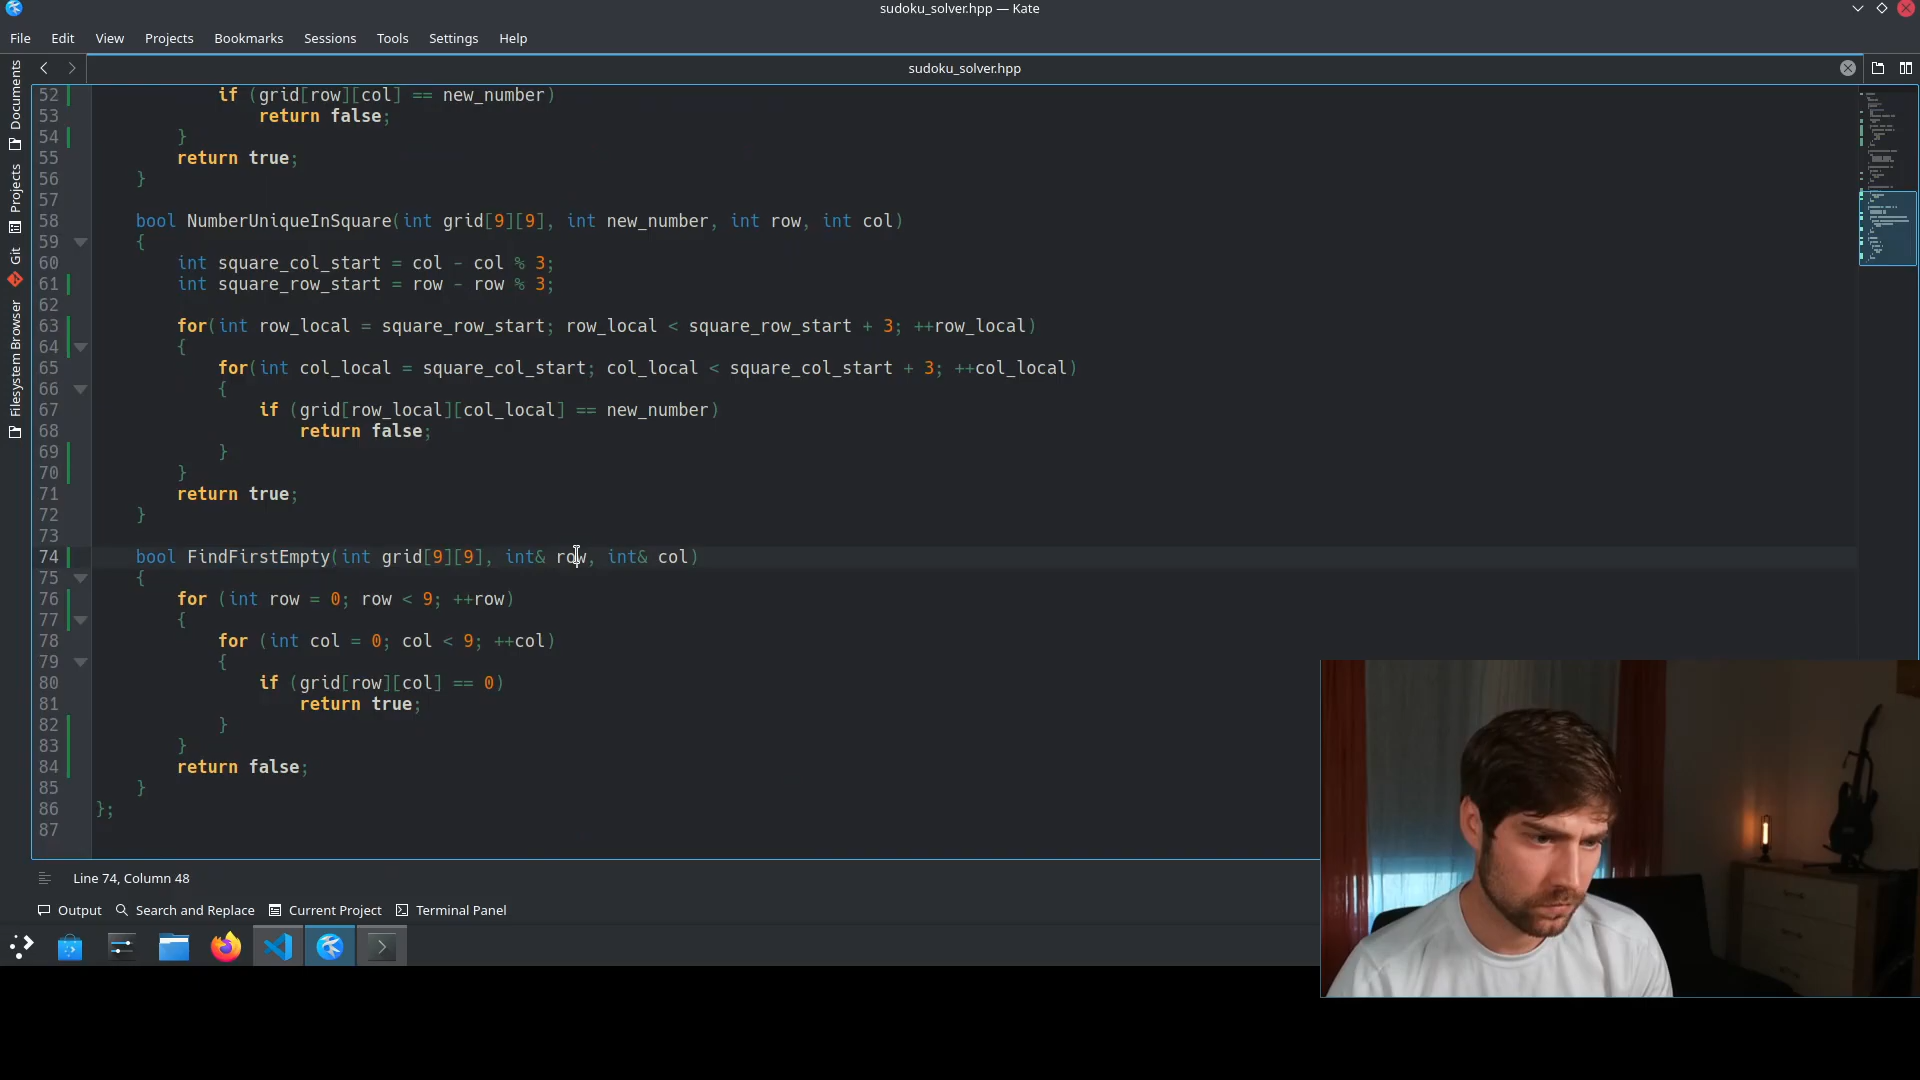 sudoku_solver.hpp — Kate
File Edit View Projects Bookmarks Sessions Tools Settings Help
sudoku_solver.hpp
Documents
Projects
Git
Filesystem Browser
52 if (grid[row][col] == new_number)
53 return false;
54 }
55 return true;
56 }
57
58 bool NumberUniqueInSquare(int grid[9][9], int new_number, int row, int col)
59 {
60 int square_col_start = col - col % 3;
61 int square_row_start = row - row % 3;
62
63 for(int row_local = square_row_start; row_local < square_row_start + 3; ++row_local)
64 {
65 for(int col_local = square_col_start; col_local < square_col_start + 3; ++col_local)
66 {
67 if (grid[row_local][col_local] == new_number)
68 return false;
69 }
70 }
71 return true;
72 }
73
74 bool FindFirstEmpty(int grid[9][9], int& row, int& col)
75 {
76 for (int row = 0; row < 9; ++row)
77 {
78 for (int col = 0; col < 9; ++col)
79 {
80 if (grid[row][col] == 0)
81 return true;
82 }
83 }
84 return false;
85 }
86 };
87
Line 74, Column 48
Output Search and Replace Current Project Terminal Panel